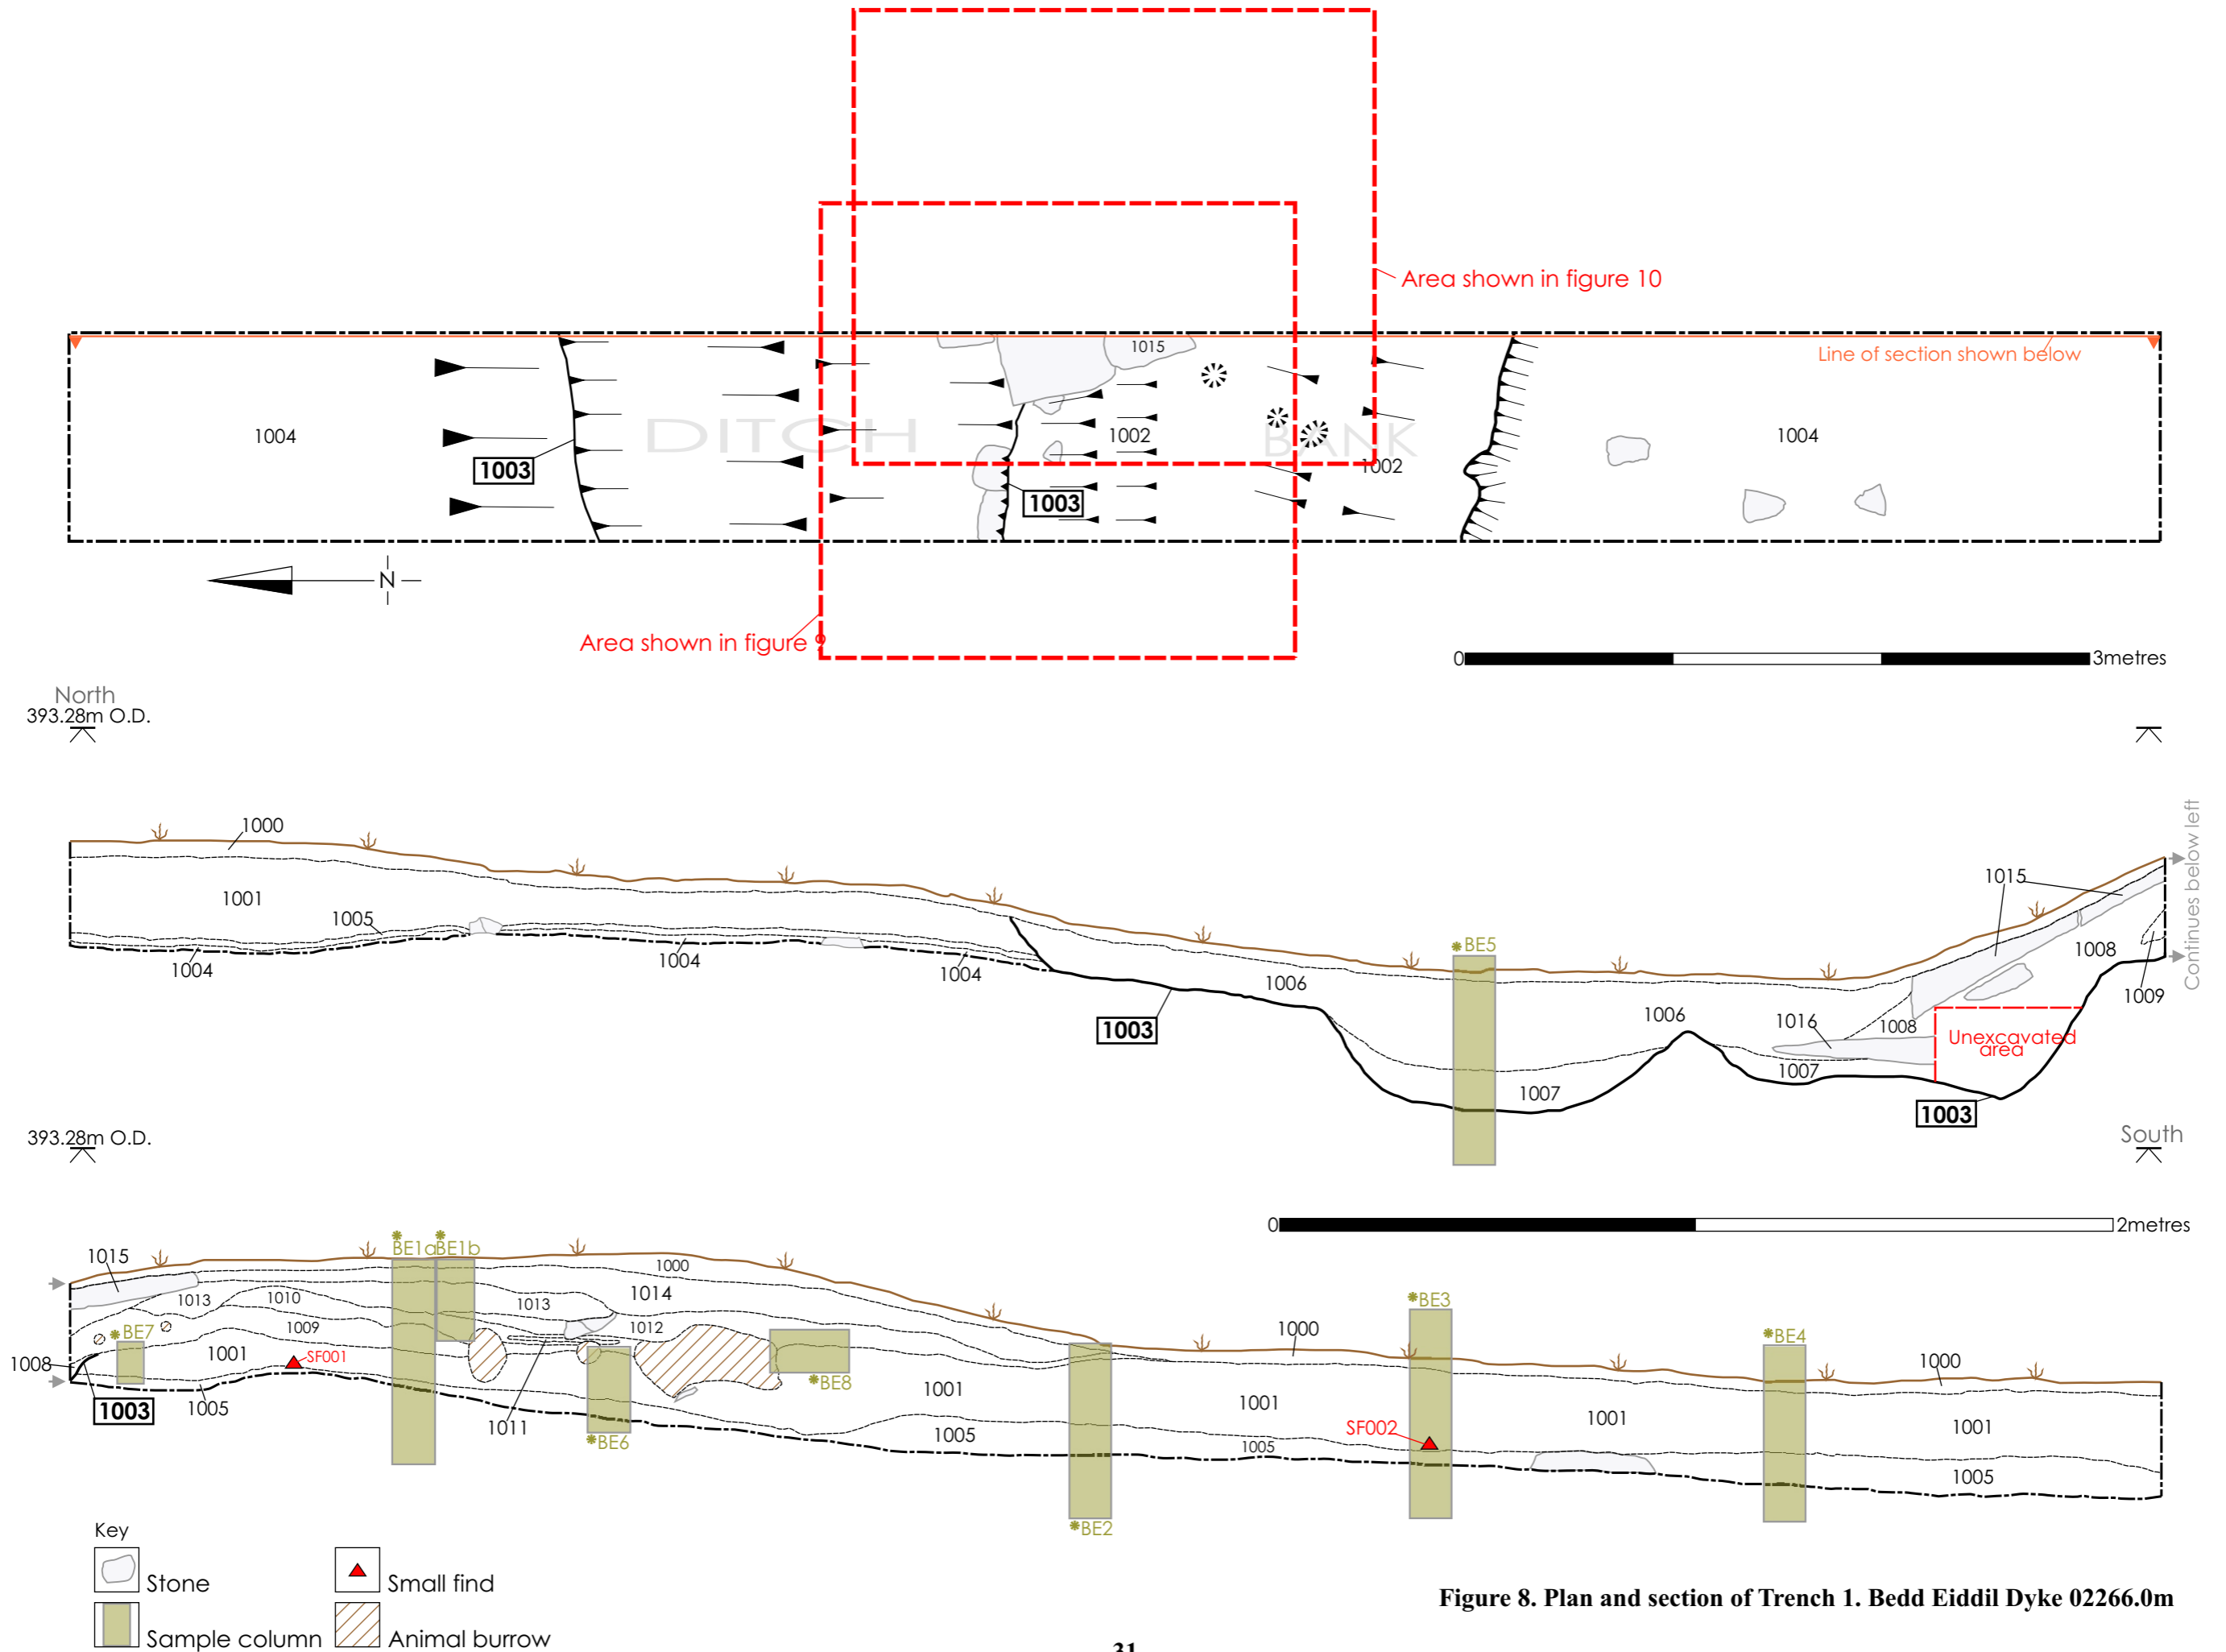 Area shown in figure 10
1015
Line of section shown below
1004
DITCH
1002
BANK
1004
1003
1002
1003
N
Area shown in figure 9
0
3metres
North
393.28m O.D.
Continues below left
1000
1015
1001
1005
*BE5
1008
1004
1004
1004
1006
1009
1003
1006
1016
1008
Unexcavated
area
1007
1007
1003
393.28m O.D.
South
0
2metres
1015
*BE1a
*BE1b
1000
1013
1010
1013
1014
*BE3
*BE7
1009
1012
1000
*BE4
1008
1001
SF001
1000
*BE8
1001
1001
1001
1001
1003
1005
1011
*BE6
1005
1005
SF002
1005
*BE2
Key
Stone
Small find
Sample column
Animal burrow
Figure 8. Plan and section of Trench 1. Bedd Eiddil Dyke 02266.0m
31